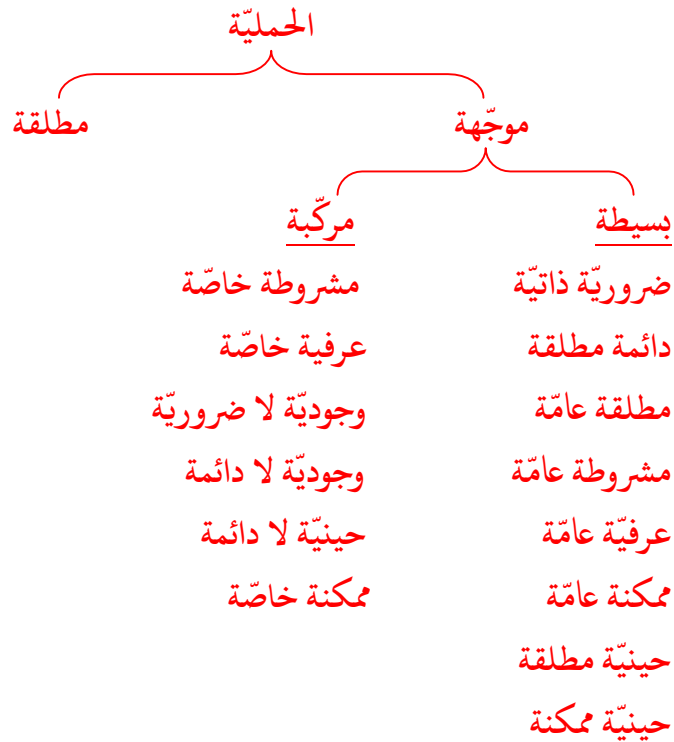 الحمليّة
موجّهة مطلقة
بسيطة مركّبة
ضروريّة ذاتيّة مشروطة خاصّة
دائمة مطلقة عرفية خاصّة
مطلقة عامّة وجوديّة لا ضروريّة
مشروطة عامّة وجوديّة لا دائمة
عرفيّة عامّة حينيّة لا دائمة
ممكنة عامّة ممكنة خاصّة
حينيّة مطلقة
حينيّة ممكنة